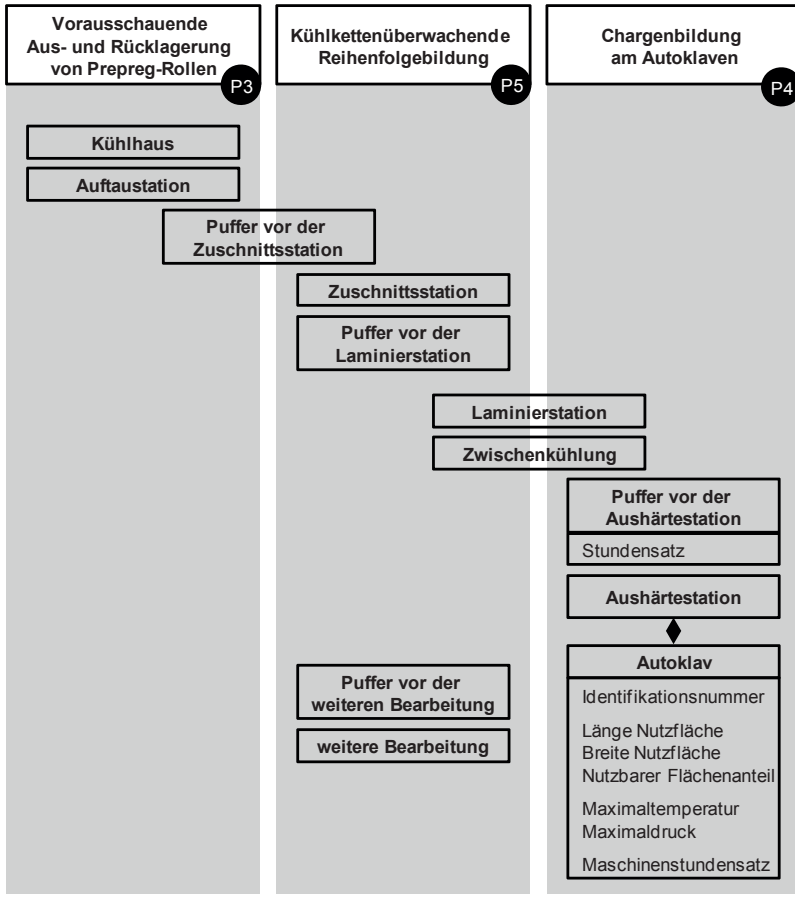 Vorausschauende
Aus- und Rücklagerung
von Prepreg-Rollen
P3
Kühlkettenüberwachende
Reihenfolgebildung
P5
Chargenbildung
am Autoklaven
P4
Kühlhaus
Auftaustation
Puffer vor der
Zuschnittsstation
Zuschnittsstation
Puffer vor der
Laminierstation
Laminierstation
Zwischenkühlung
Puffer vor der
Aushärtestation
Stundensatz
Aushärtestation
Puffer vor der
weiteren Bearbeitung
weitere Bearbeitung
Autoklav
Identifikationsnummer
Länge Nutzfläche
Breite Nutzfläche
Nutzbarer Flächenanteil
Maximaltemperatur
Maximaldruck
Maschinenstundensatz